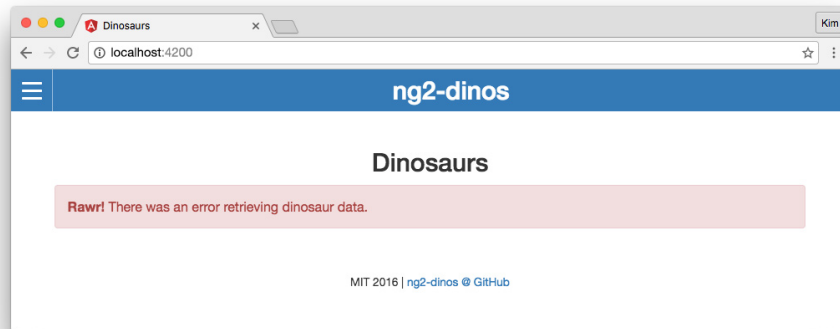 Dinosaurs
Kim
localhost:4200
ng2-dinos
Dinosaurs
Rawr! There was an error retrieving dinosaur data.
MIT 2016 | ng2-dinos @ GitHub